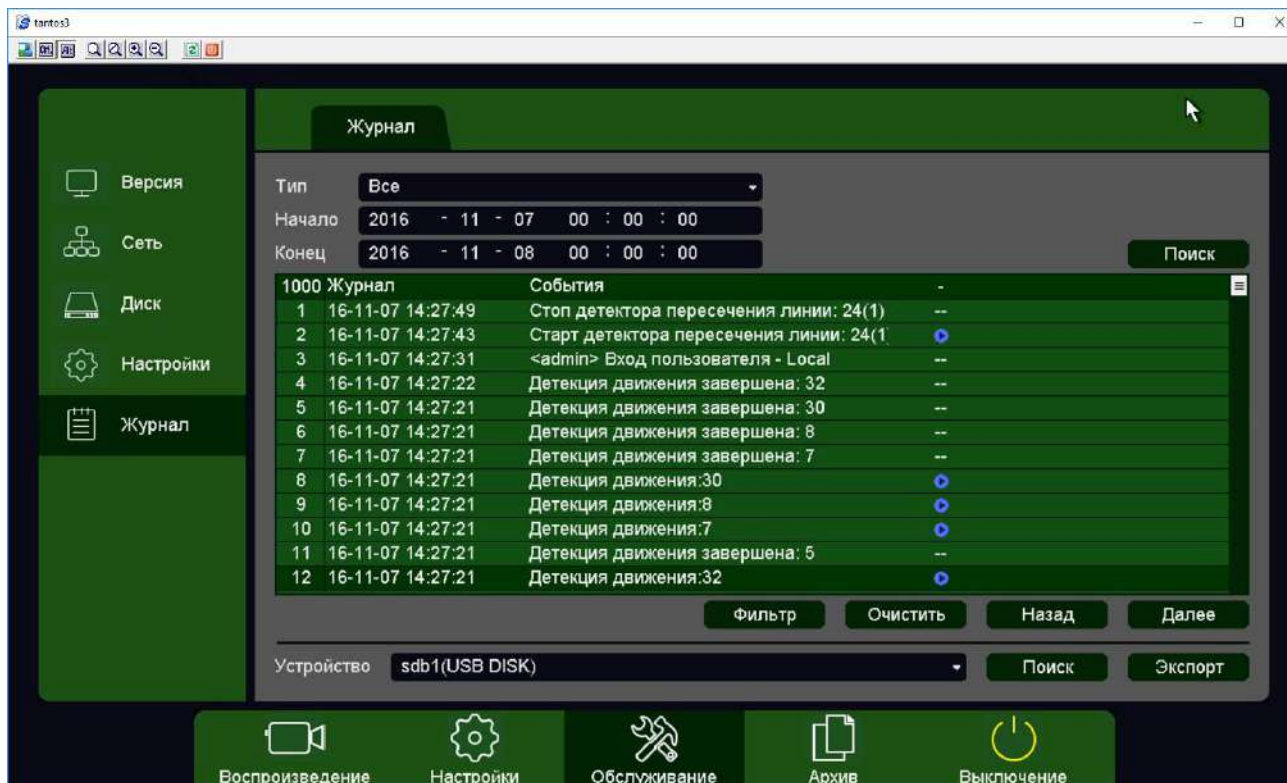 tantos3
Журнал
Версия
Сеть
Диск
Настройки
Журнал
Тип Все
Начало 2016 - 11 - 07 00 : 00 : 00
Конец 2016 - 11 - 08 00 : 00 : 00
Поиск
1000 Журнал События -
1 16-11-07 14:27:49 Стоп детектора пересечения линии: 24(1) --
2 16-11-07 14:27:43 Старт детектора пересечения линии: 24(1
3 16-11-07 14:27:31 <admin> Вход пользователя - Local --
4 16-11-07 14:27:22 Детекция движения завершена: 32 --
5 16-11-07 14:27:21 Детекция движения завершена: 30 --
6 16-11-07 14:27:21 Детекция движения завершена: 8 --
7 16-11-07 14:27:21 Детекция движения завершена: 7 --
8 16-11-07 14:27:21 Детекция движения:30
9 16-11-07 14:27:21 Детекция движения:8
10 16-11-07 14:27:21 Детекция движения:7
11 16-11-07 14:27:21 Детекция движения завершена: 5 --
12 16-11-07 14:27:21 Детекция движения:32
Фильтр Очистить Назад Далее
Устройство sdb1(USB DISK) Поиск Экспорт
Воспроизведение Настройки Обслуживание Архив Выключение